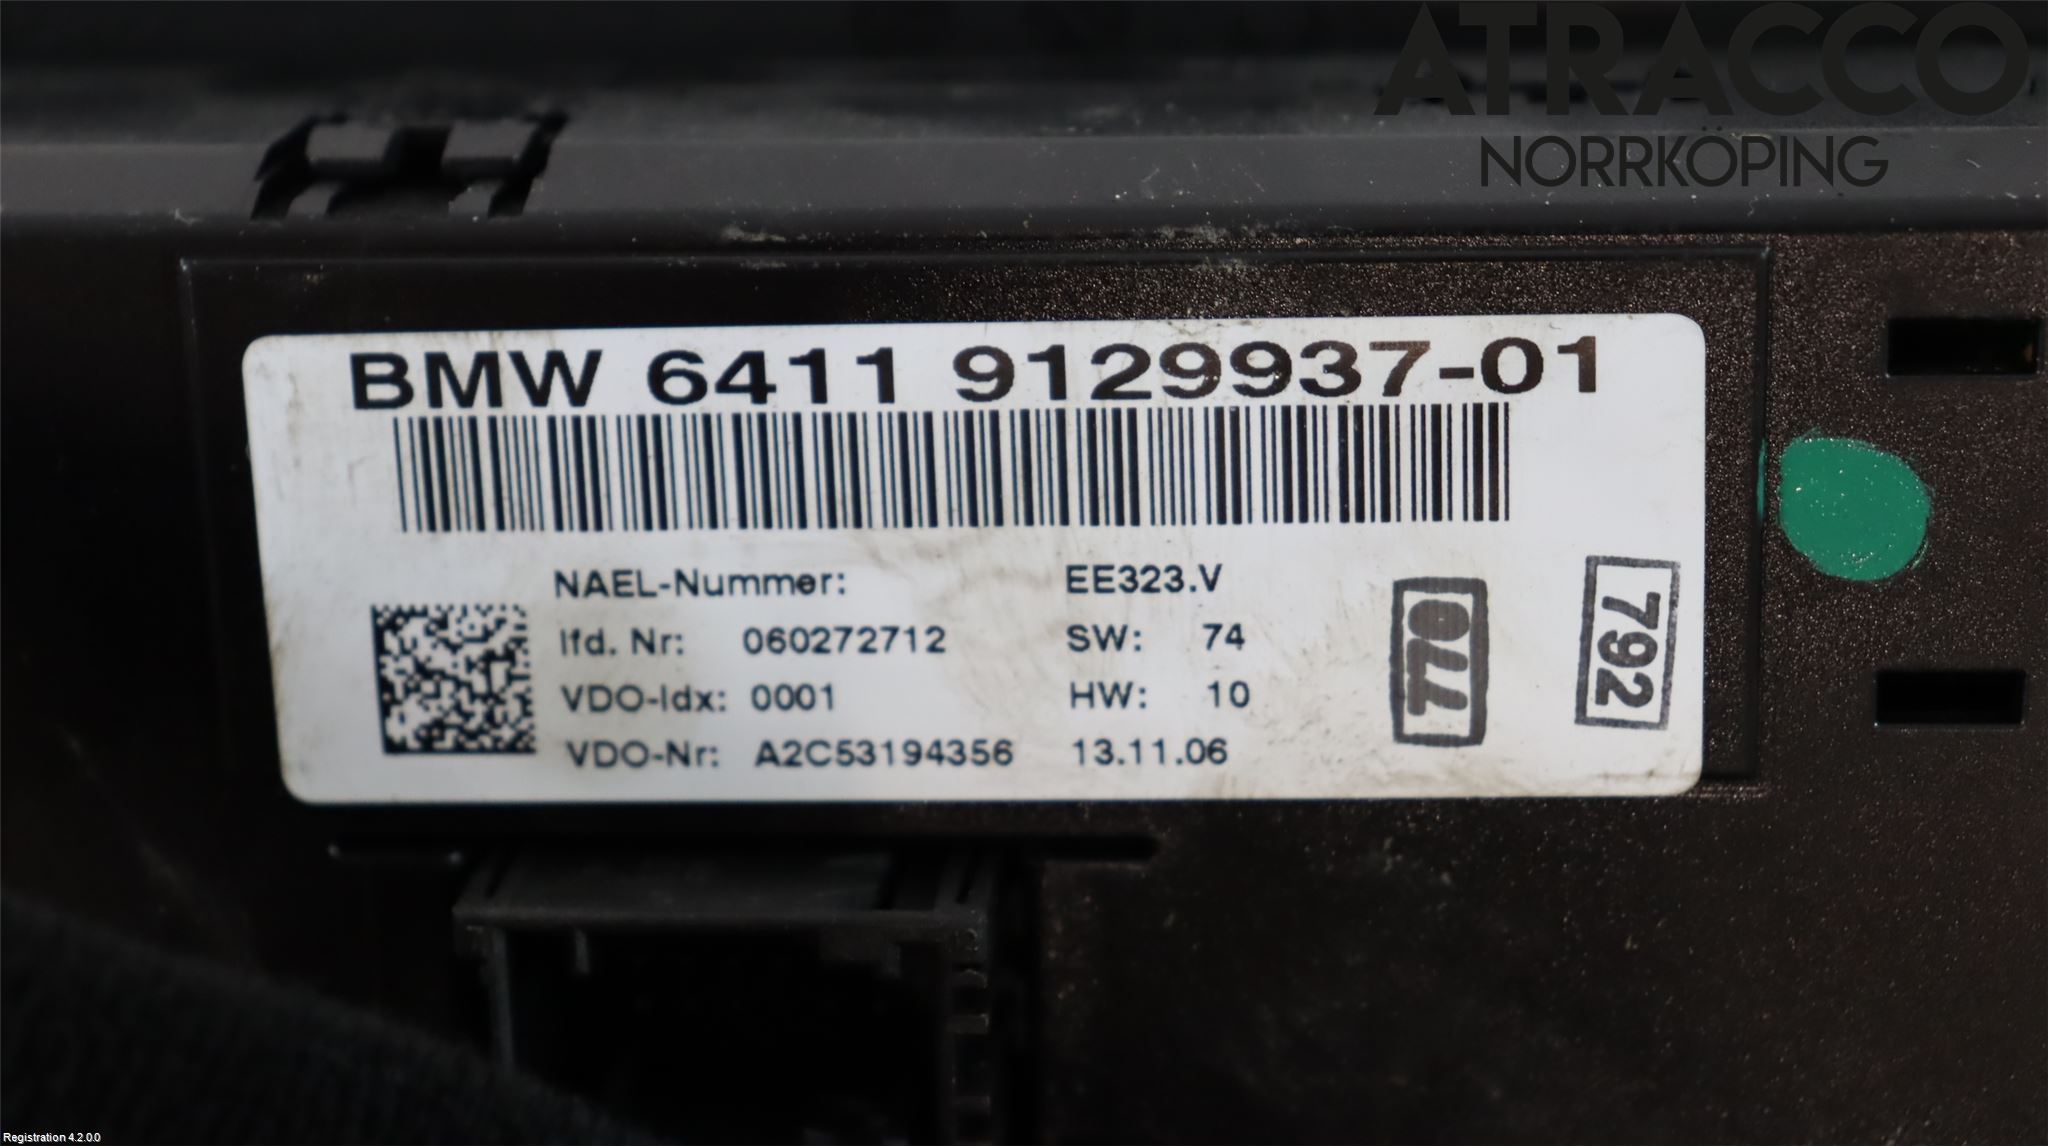 ATRACCO
NORRKÖPING
BMW 6411 9129937-01
NAEL-Nummer: EE323.V
lfd. Nr: 060272712 SW: 74
VDO-Idx: 0001 HW: 10
VDO-Nr: A2C53194356 13.11.06
792
Registration 4.2.0.0